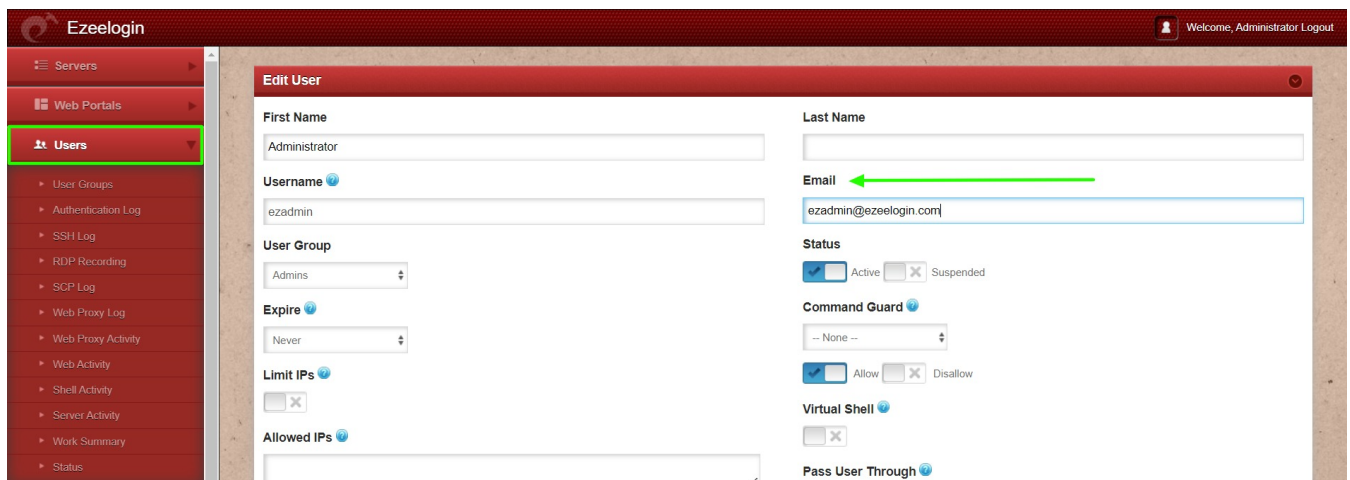 Ezeelogin
Welcome, Administrator Logout
Servers
Web Portals
Users
User Groups
Authentication Log
SSH Log
RDP Recording
SCP Log
Web Proxy Log
Web Proxy Activity
Web Activity
Shell Activity
Server Activity
Work Summary
Status
Edit User
First Name
Administrator
Username
ezadmin
User Group
Admins
Expire
Never
Limit IPs
Allowed IPs
Last Name
Email
ezadmin@ezeelogin.com
Status
Active Suspended
Command Guard
-- None --
Allow Disallow
Virtual Shell
Pass User Through